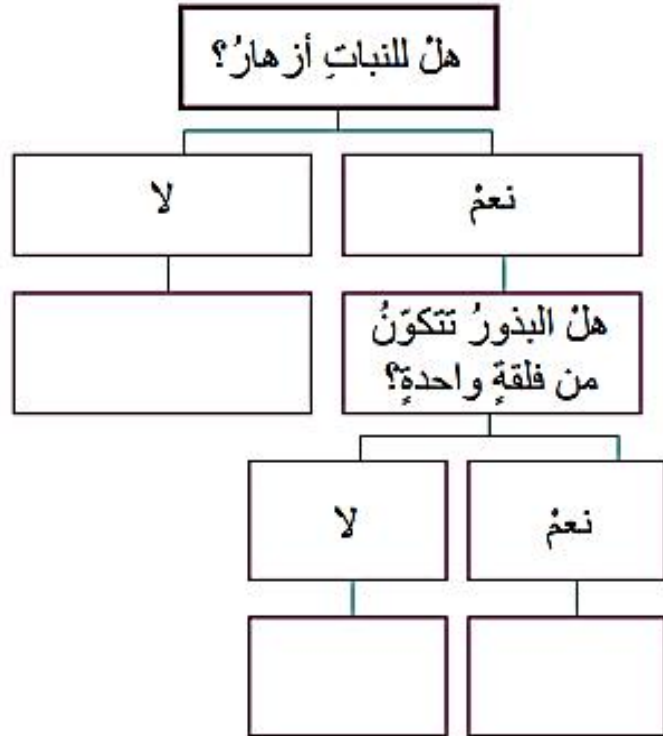 هلْ للنباتِ أزهارُ؟
نعمْ
لا
هلْ البذورُ تتكوّنُ
من فلقةٍ واحدةٍ؟
نعمْ
لا